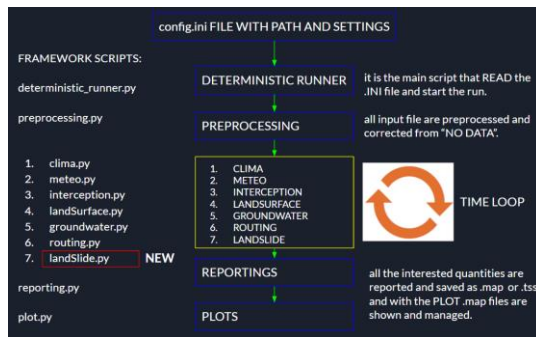 config.ini FILE WITH PATH AND SETTINGS
FRAMEWORK SCRIPTS:
deterministic_runner.py
DETERMINISTIC RUNNER
it is the main script that READ the
.INI file and start the run.
preprocessing.py
PREPROCESSING
all input file are preprocessed and
corrected from "NO DATA".
1. clima.py
2. meteo.py
3. interception.py
4. landSurface.py
5. groundwater.py
6. routing.py
7. landSlide.py
NEW
1. CLIMA
2. METEO
3. INTERCEPTION
4. LANDSURFACE
5. GROUNDWATER
6. ROUTING
7. LANDSLIDE
TIME LOOP
reporting.py
REPORTINGS
all the interested quantities are
reported and saved as .map or .tss
and with the PLOT .map files are
shown and managed.
plot.py
PLOTS